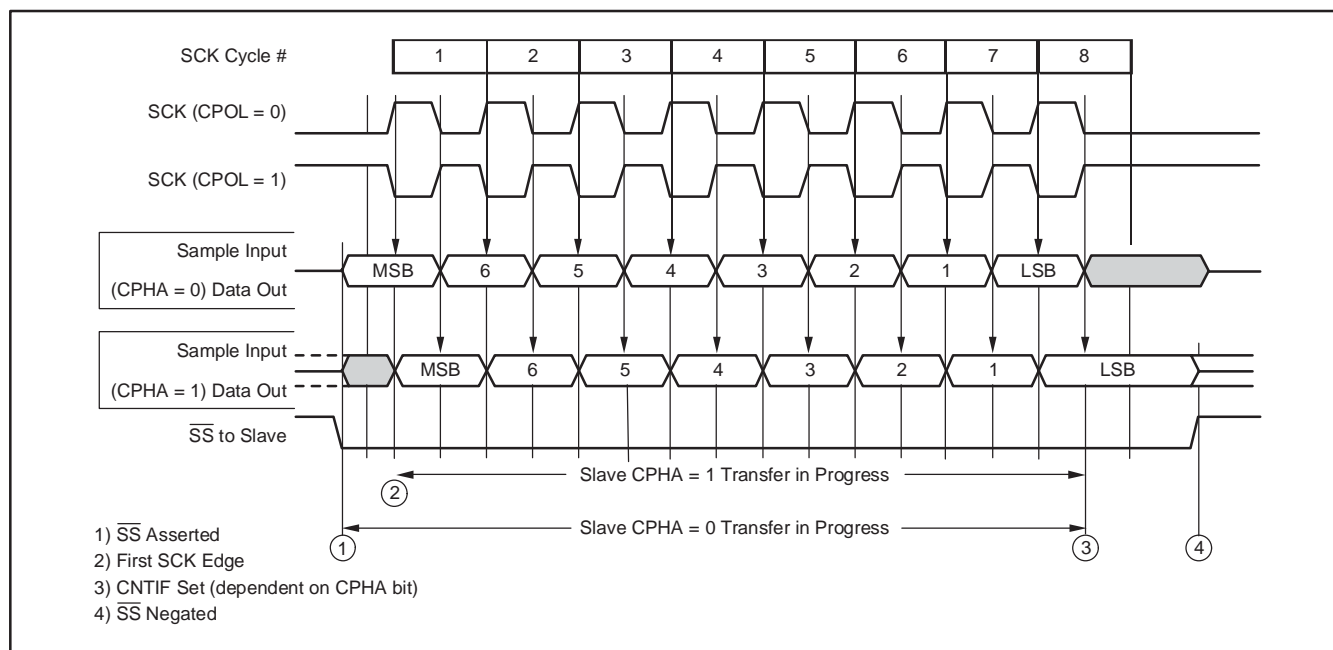 SCK Cycle #
1 2 3 4 5 6 7 8
SCK (CPOL = 0)
SCK (CPOL = 1)
Sample Input
(CPHA = 0) Data Out
MSB 6 5 4 3 2 1 LSB
Sample Input
(CPHA = 1) Data Out
MSB 6 5 4 3 2 1 LSB
SS to Slave
2 Slave CPHA = 1 Transfer in Progress
1 Slave CPHA = 0 Transfer in Progress 3 4
1) SS Asserted
2) First SCK Edge
3) CNTIF Set (dependent on CPHA bit)
4) SS Negated